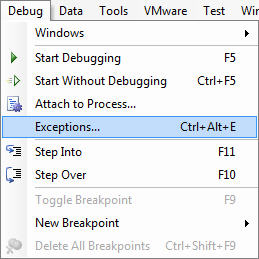 Debug Data Tools VMware Test Win
Windows
Start Debugging F5
Start Without Debugging Ctrl+F5
Attach to Process...
Exceptions... Ctrl+Alt+E
Step Into F11
Step Over F10
Toggle Breakpoint F9
New Breakpoint
Delete All Breakpoints Ctrl+Shift+F9